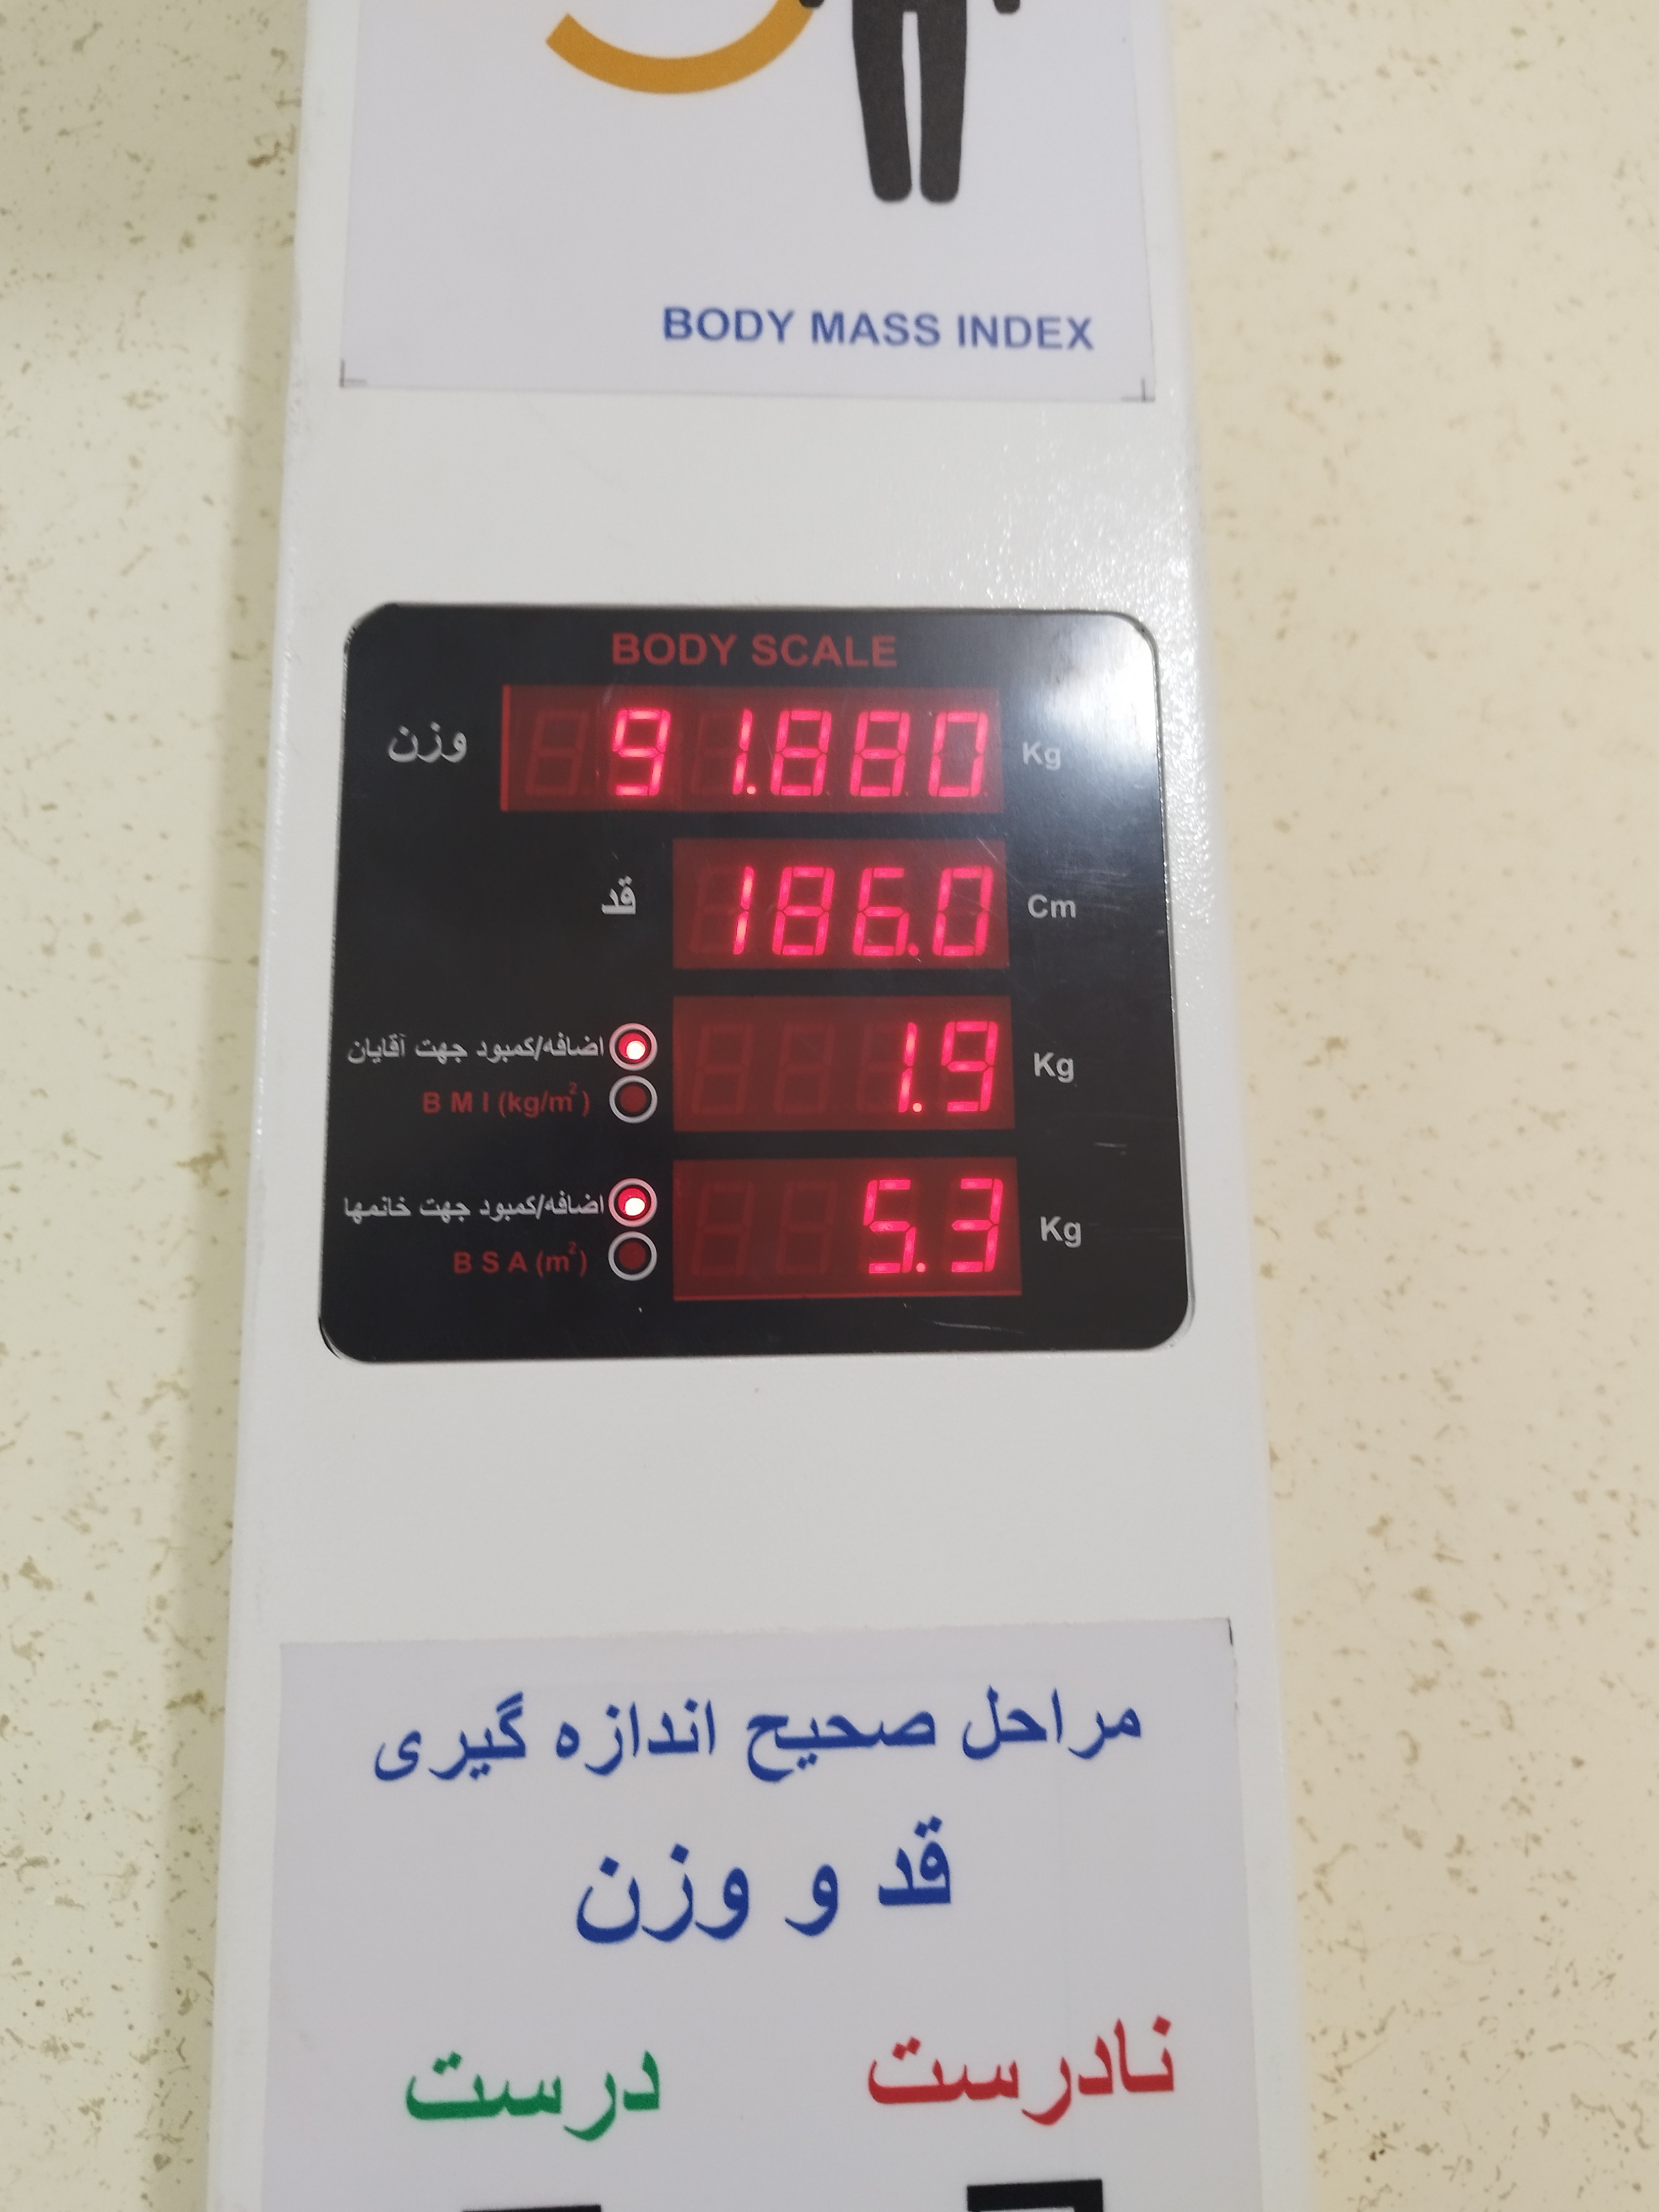 BODY MASS INDEX
BODY SCALE
وزن 91.880 Kg
قد 186.0 Cm
اضافه/کمبود جهت آقایان 1.9 Kg
B M I (kg/m²)
اضافه/کمبود جهت خانمها 5.3 Kg
B S A (m²)
مراحل صحیح اندازه گیری
قد و وزن
نادرست درست